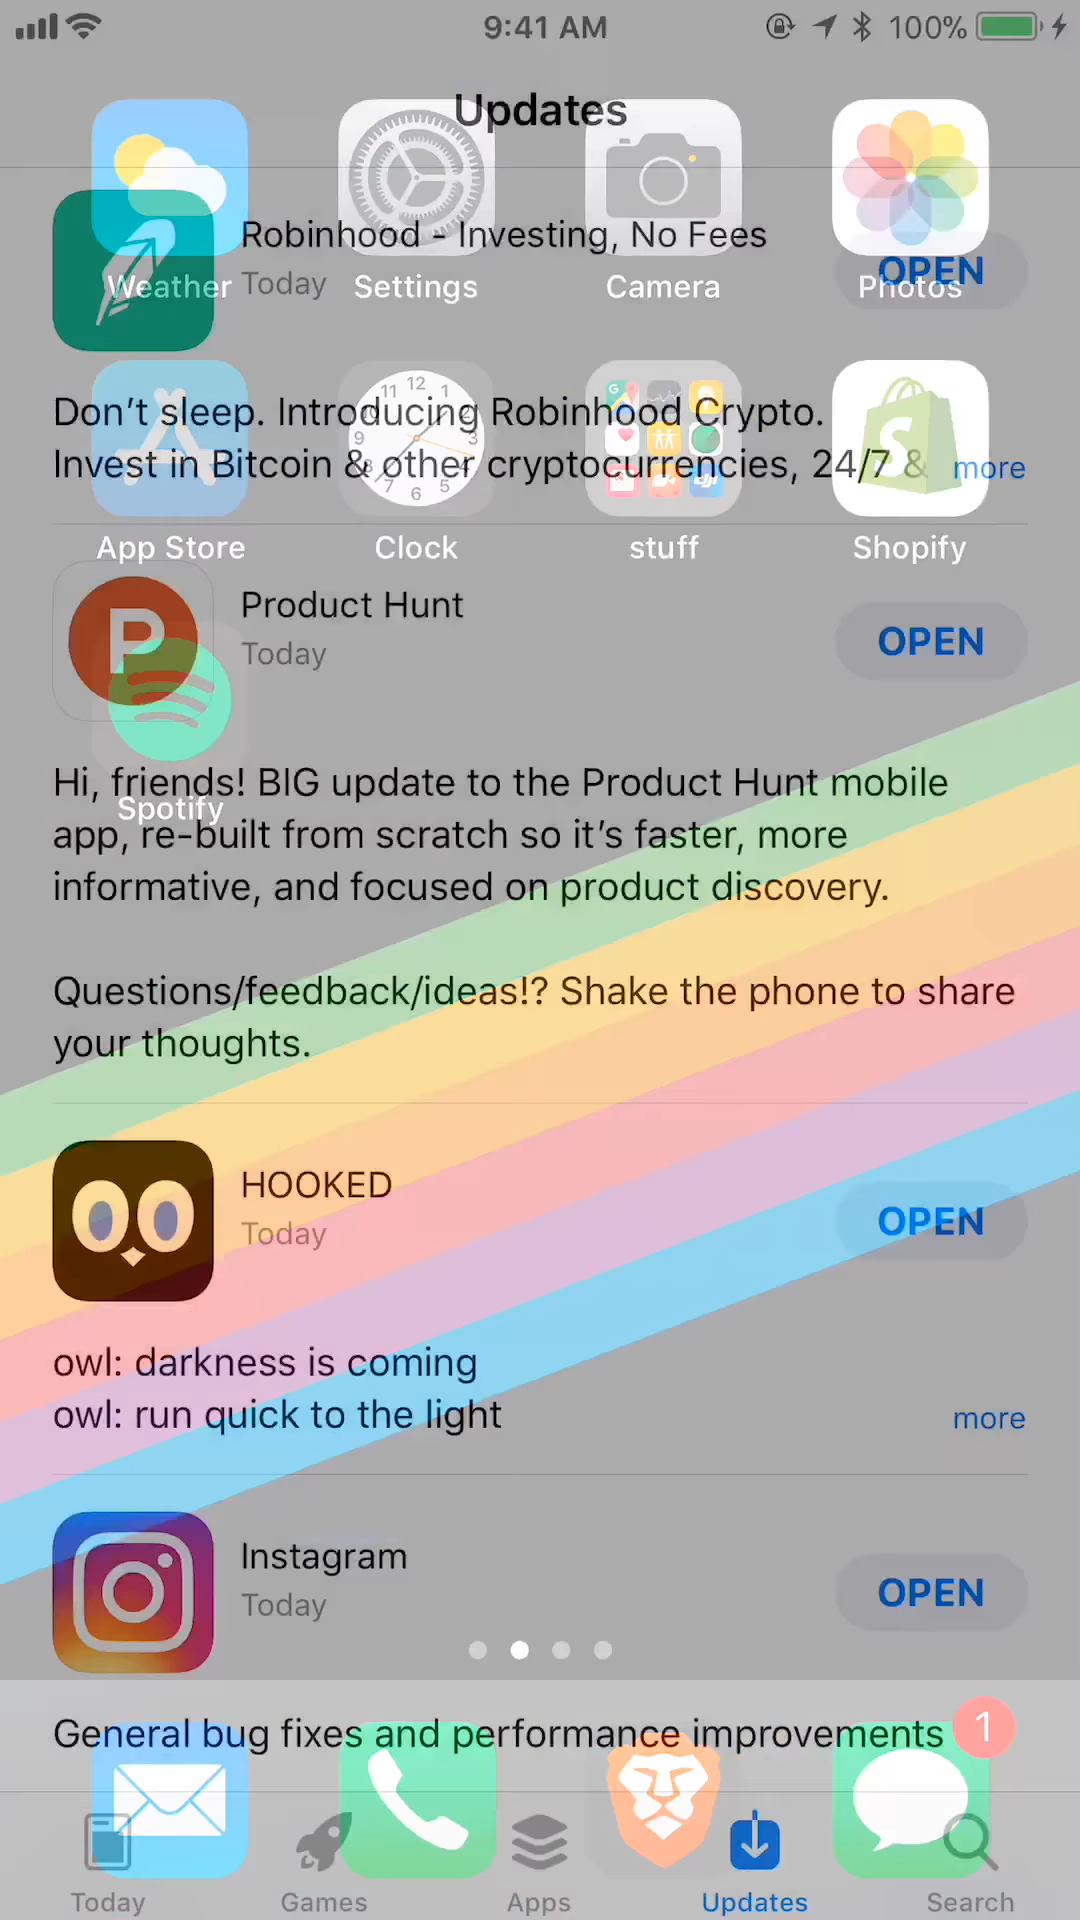 9:41 AM
100%
Updates
Robinhood - Investing, No Fees
Today
OPEN
Weather
Settings
Camera
Photos
Don’t sleep. Introducing Robinhood Crypto.
Invest in Bitcoin & other cryptocurrencies, 24/7 &
more
App Store
Clock
stuff
Shopify
Product Hunt
Today
OPEN
Spotify
Hi, friends! BIG update to the Product Hunt mobile
app, re-built from scratch so it’s faster, more
informative, and focused on product discovery.
Questions/feedback/ideas!? Shake the phone to share
your thoughts.
HOOKED
Today
OPEN
owl: darkness is coming
owl: run quick to the light
more
Instagram
Today
OPEN
General bug fixes and performance improvements
1
Today
Games
Apps
Updates
Search